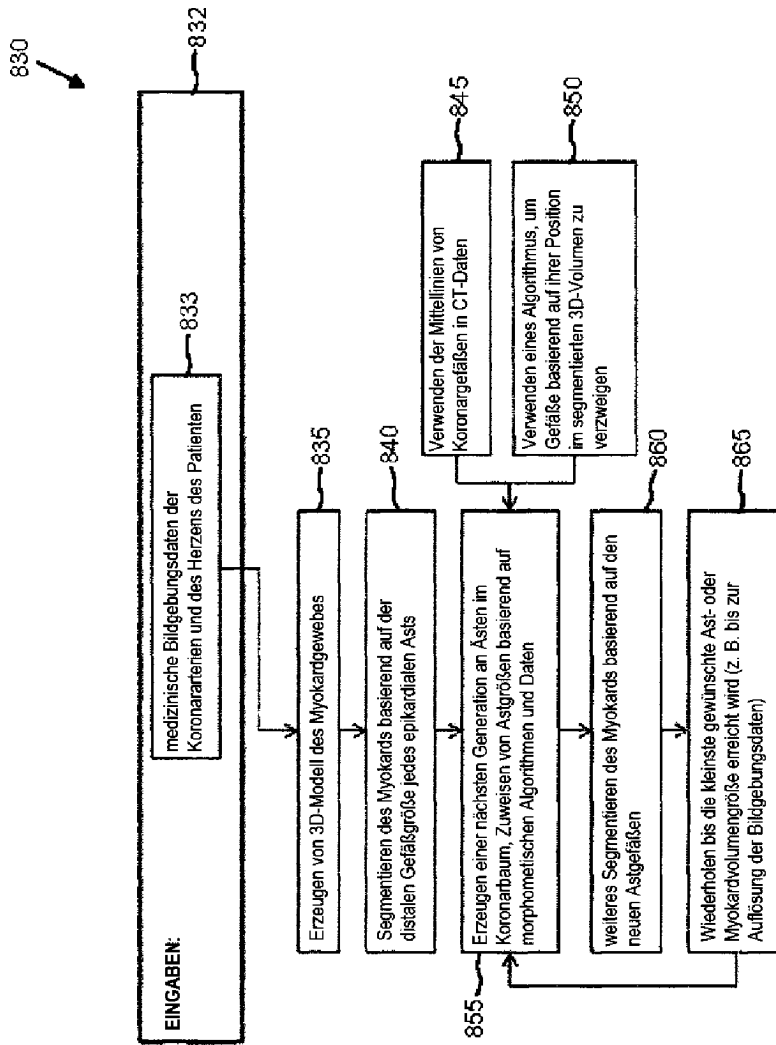 830
832
EINGABEN:
833
medizinische Bildgebungsdaten der
Koronararterien und des Herzens des Patienten
835
Erzeugen von 3D-Modell des Myokardgewebes
840
Segmentieren des Myokards basierend auf der
distalen Gefäßgröße jedes epikardialen Asts
845
Verwenden der Mittellinien von
Koronargefäßen in CT-Daten
850
Verwenden eines Algorithmus, um
Gefäße basierend auf ihrer Position
im segmentierten 3D-Volumen zu
verzweigen
855
Erzeugen einer nächsten Generation an Ästen im
Koronarbaum, Zuweisen von Astgrößen basierend auf
morphometischen Algorithmen und Daten
860
weiteres Segmentieren des Myokards basierend auf den
neuen Astgefäßen
865
Wiederholen bis die kleinste gewünschte Ast- oder
Myokardvolumengröße erreicht wird (z. B. bis zur
Auflösung der Bildgebungsdaten)